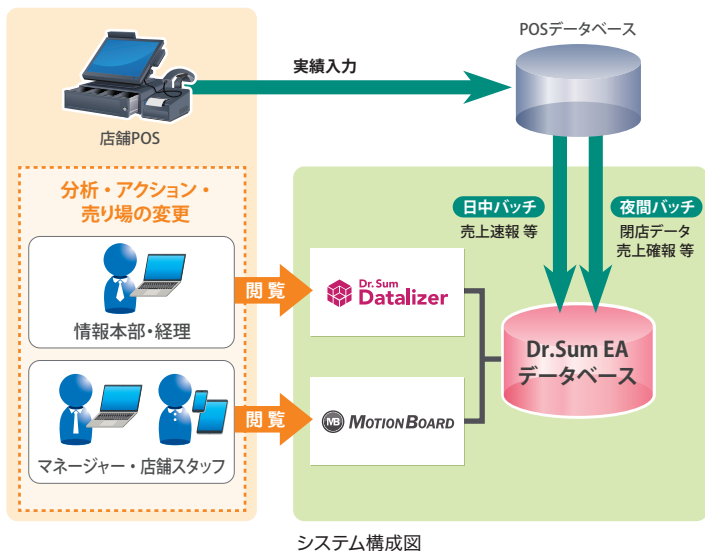 POSデータベース
実績入力
店舗POS
分析・アクション・
売り場の変更
日中バッチ
売上速報 等
夜間バッチ
閉店データ
売上確報 等
情報本部・経理
閲覧
Dr.Sum
Datalizer
Dr.Sum EA
データベース
マネージャー・店舗スタッフ
閲覧
MB MOTIONBOARD
システム構成図